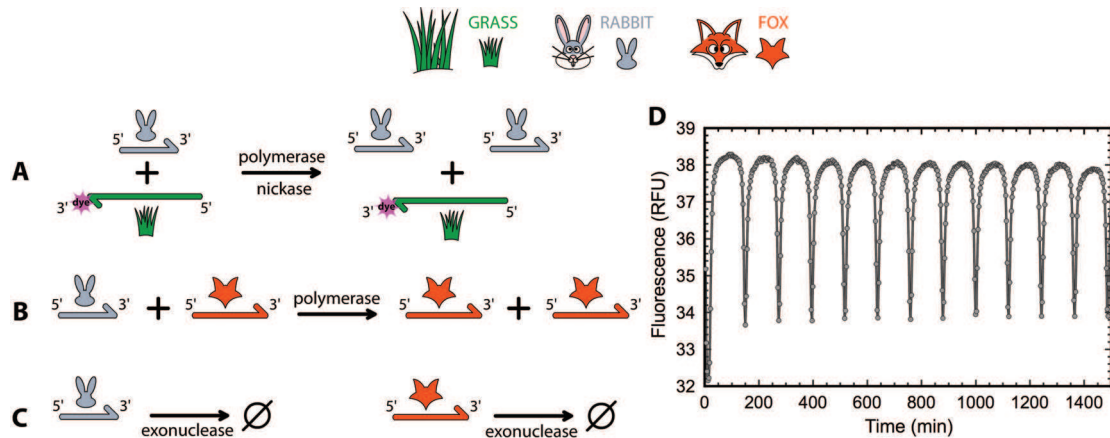 GRASS
RABBIT
FOX
A
5' 3'
+
3' dye 5'
polymerase
nickase
5' 3' 5' 3'
+
3' dye 5'
B
5' 3' + 5' 3'
polymerase
5' 3' + 5' 3'
C
5' 3'
exonuclease
∅
5' 3'
exonuclease
∅
D
Fluorescence (RFU)
39
38
37
36
35
34
33
32
0 200 400 600 800 1000 1200 1400
Time (min)